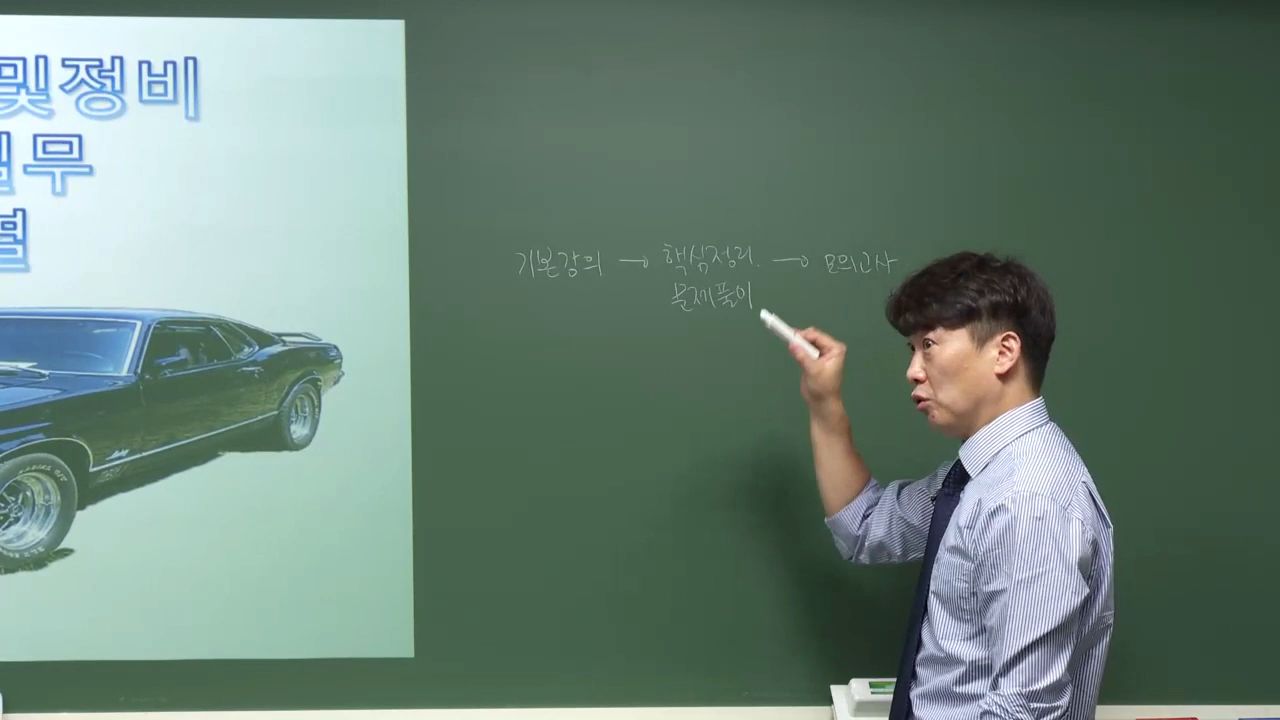 및정비
실무
기본강의 → 핵심정리. → 모의고사
문제풀이